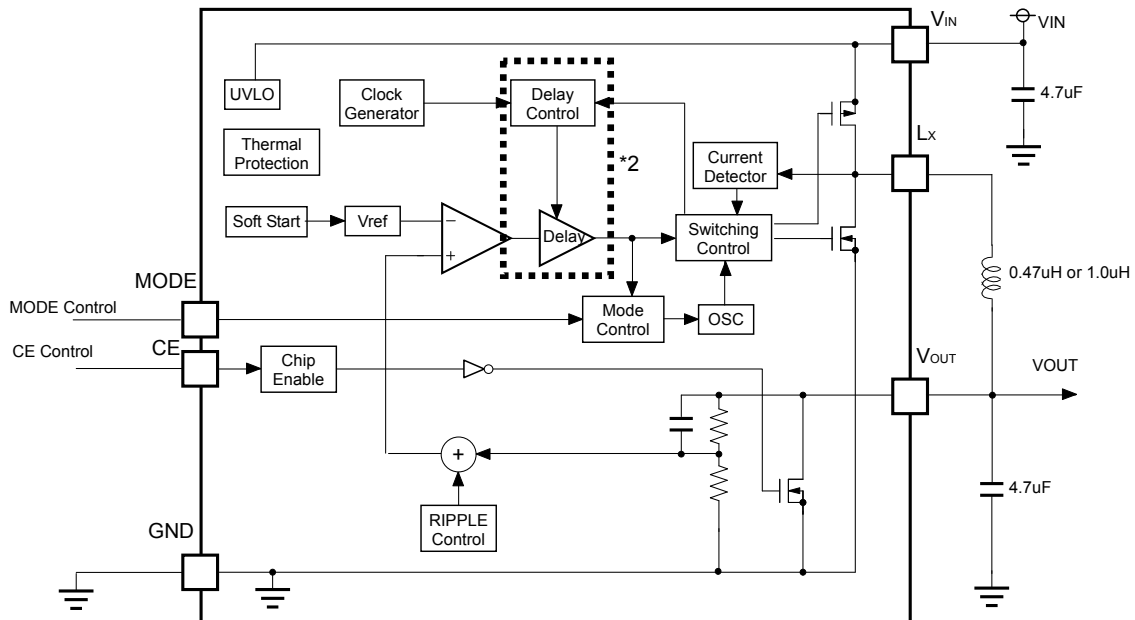 VIN
VIN
UVLO
Clock
Generator
Delay
Control
4.7uF
Thermal
Protection
*2
Current
Detector
LX
Soft Start
Vref
−
+
Delay
Switching
Control
0.47uH or 1.0uH
MODE
MODE Control
Mode
Control
OSC
CE Control
CE
Chip
Enable
VOUT
VOUT
+
RIPPLE
Control
4.7uF
GND